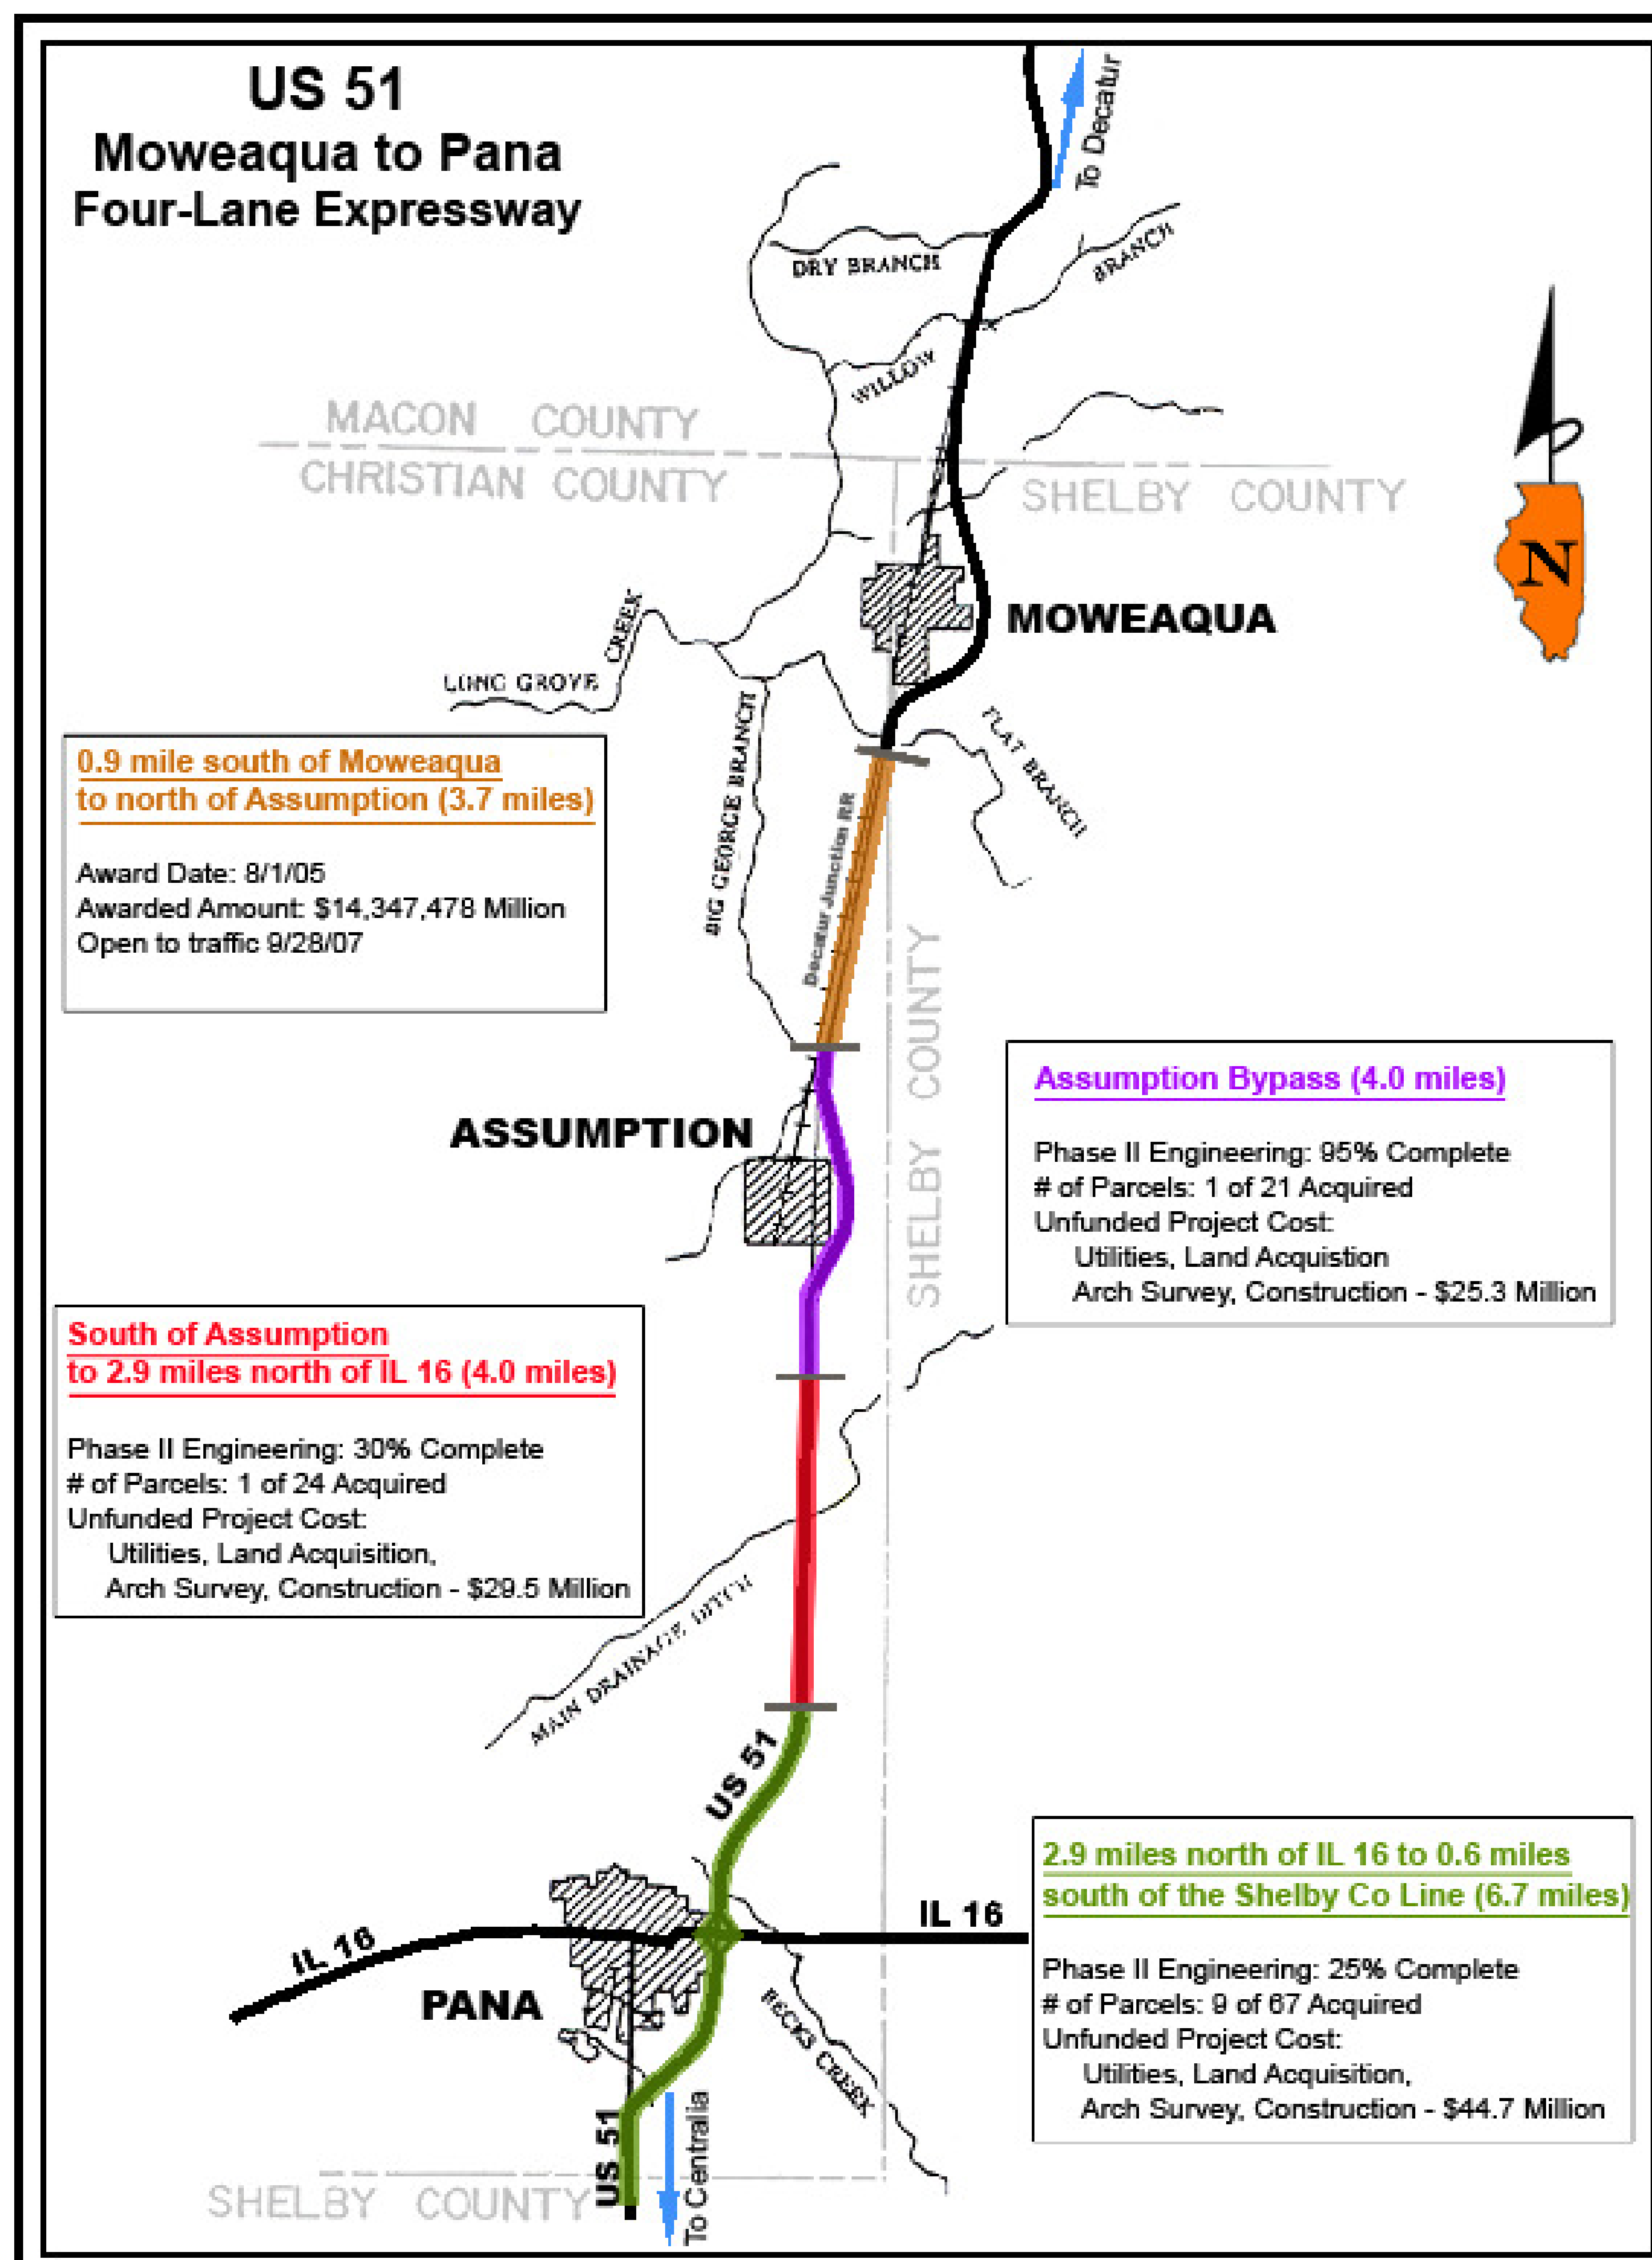 US 51
Moweaqua to Pana
Four-Lane Expressway
To Decatur
DRY BRANCH
BRANCH
WILLOW
MACON COUNTY
CHRISTIAN COUNTY
SHELBY COUNTY
N
MOWEAQUA
CREEK
LONG GROVE
FLAT BRANCH
BIG GEORGE BRANCH
Decatur Junction RR
0.9 mile south of Moweaqua
to north of Assumption (3.7 miles)
Award Date: 8/1/05
Awarded Amount: $14,347,478 Million
Open to traffic 9/28/07
SHELBY COUNTY
ASSUMPTION
Assumption Bypass (4.0 miles)
Phase II Engineering: 95% Complete
# of Parcels: 1 of 21 Acquired
Unfunded Project Cost:
Utilities, Land Acquistion
Arch Survey, Construction - $25.3 Million
South of Assumption
to 2.9 miles north of IL 16 (4.0 miles)
Phase II Engineering: 30% Complete
# of Parcels: 1 of 24 Acquired
Unfunded Project Cost:
Utilities, Land Acquisition,
Arch Survey, Construction - $29.5 Million
MAIN DRAINAGE DITCH
US 51
2.9 miles north of IL 16 to 0.6 miles
south of the Shelby Co Line (6.7 miles)
Phase II Engineering: 25% Complete
# of Parcels: 9 of 67 Acquired
Unfunded Project Cost:
Utilities, Land Acquisition,
Arch Survey, Construction - $44.7 Million
IL 16
IL 16
PANA
BECKS CREEK
US 51
To Centralia
SHELBY COUNTY